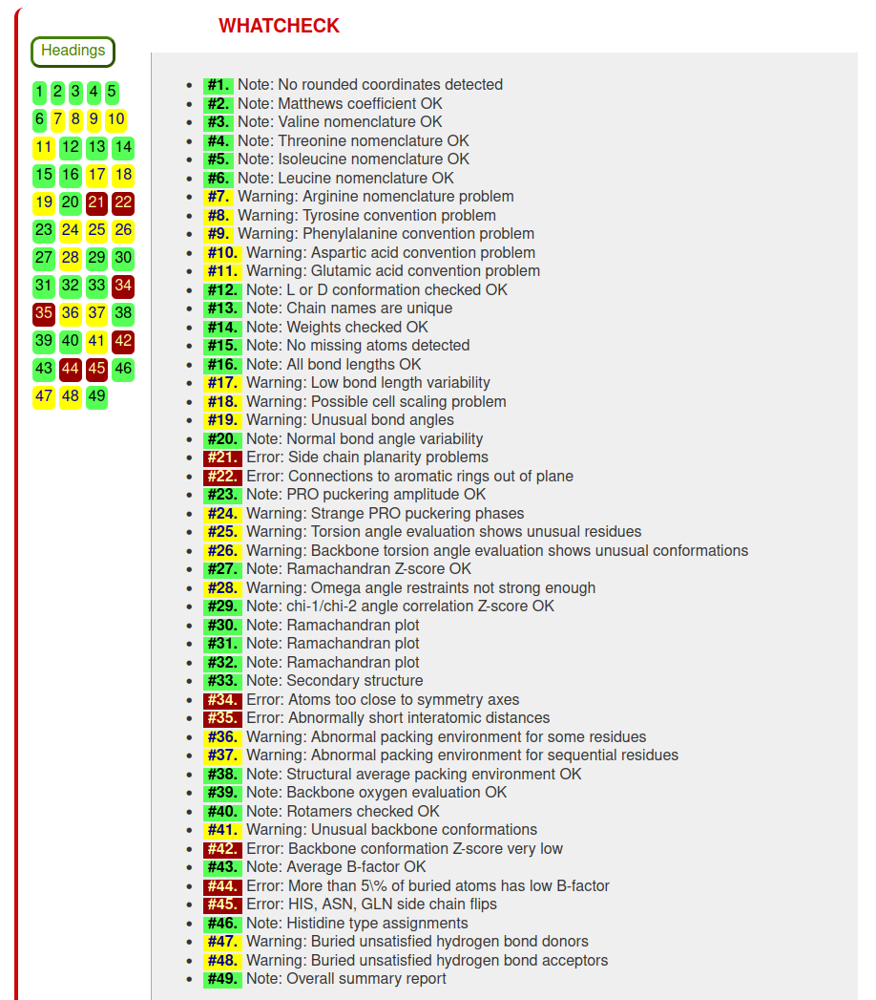 WHATCHECK
Headings
1 2 3 4 5
6 7 8 9 10
11 12 13 14
15 16 17 18
19 20 21 22
23 24 25 26
27 28 29 30
31 32 33 34
35 36 37 38
39 40 41 42
43 44 45 46
47 48 49
#1. Note: No rounded coordinates detected
#2. Note: Matthews coefficient OK
#3. Note: Valine nomenclature OK
#4. Note: Threonine nomenclature OK
#5. Note: Isoleucine nomenclature OK
#6. Note: Leucine nomenclature OK
#7. Warning: Arginine nomenclature problem
#8. Warning: Tyrosine convention problem
#9. Warning: Phenylalanine convention problem
#10. Warning: Aspartic acid convention problem
#11. Warning: Glutamic acid convention problem
#12. Note: L or D conformation checked OK
#13. Note: Chain names are unique
#14. Note: Weights checked OK
#15. Note: No missing atoms detected
#16. Note: All bond lengths OK
#17. Warning: Low bond length variability
#18. Warning: Possible cell scaling problem
#19. Warning: Unusual bond angles
#20. Note: Normal bond angle variability
#21. Error: Side chain planarity problems
#22. Error: Connections to aromatic rings out of plane
#23. Note: PRO puckering amplitude OK
#24. Warning: Strange PRO puckering phases
#25. Warning: Torsion angle evaluation shows unusual residues
#26. Warning: Backbone torsion angle evaluation shows unusual conformations
#27. Note: Ramachandran Z-score OK
#28. Warning: Omega angle restraints not strong enough
#29. Note: chi-1/chi-2 angle correlation Z-score OK
#30. Note: Ramachandran plot
#31. Note: Ramachandran plot
#32. Note: Ramachandran plot
#33. Note: Secondary structure
#34. Error: Atoms too close to symmetry axes
#35. Error: Abnormally short interatomic distances
#36. Warning: Abnormal packing environment for some residues
#37. Warning: Abnormal packing environment for sequential residues
#38. Note: Structural average packing environment OK
#39. Note: Backbone oxygen evaluation OK
#40. Note: Rotamers checked OK
#41. Warning: Unusual backbone conformations
#42. Error: Backbone conformation Z-score very low
#43. Note: Average B-factor OK
#44. Error: More than 5\% of buried atoms has low B-factor
#45. Error: HIS, ASN, GLN side chain flips
#46. Note: Histidine type assignments
#47. Warning: Buried unsatisfied hydrogen bond donors
#48. Warning: Buried unsatisfied hydrogen bond acceptors
#49. Note: Overall summary report